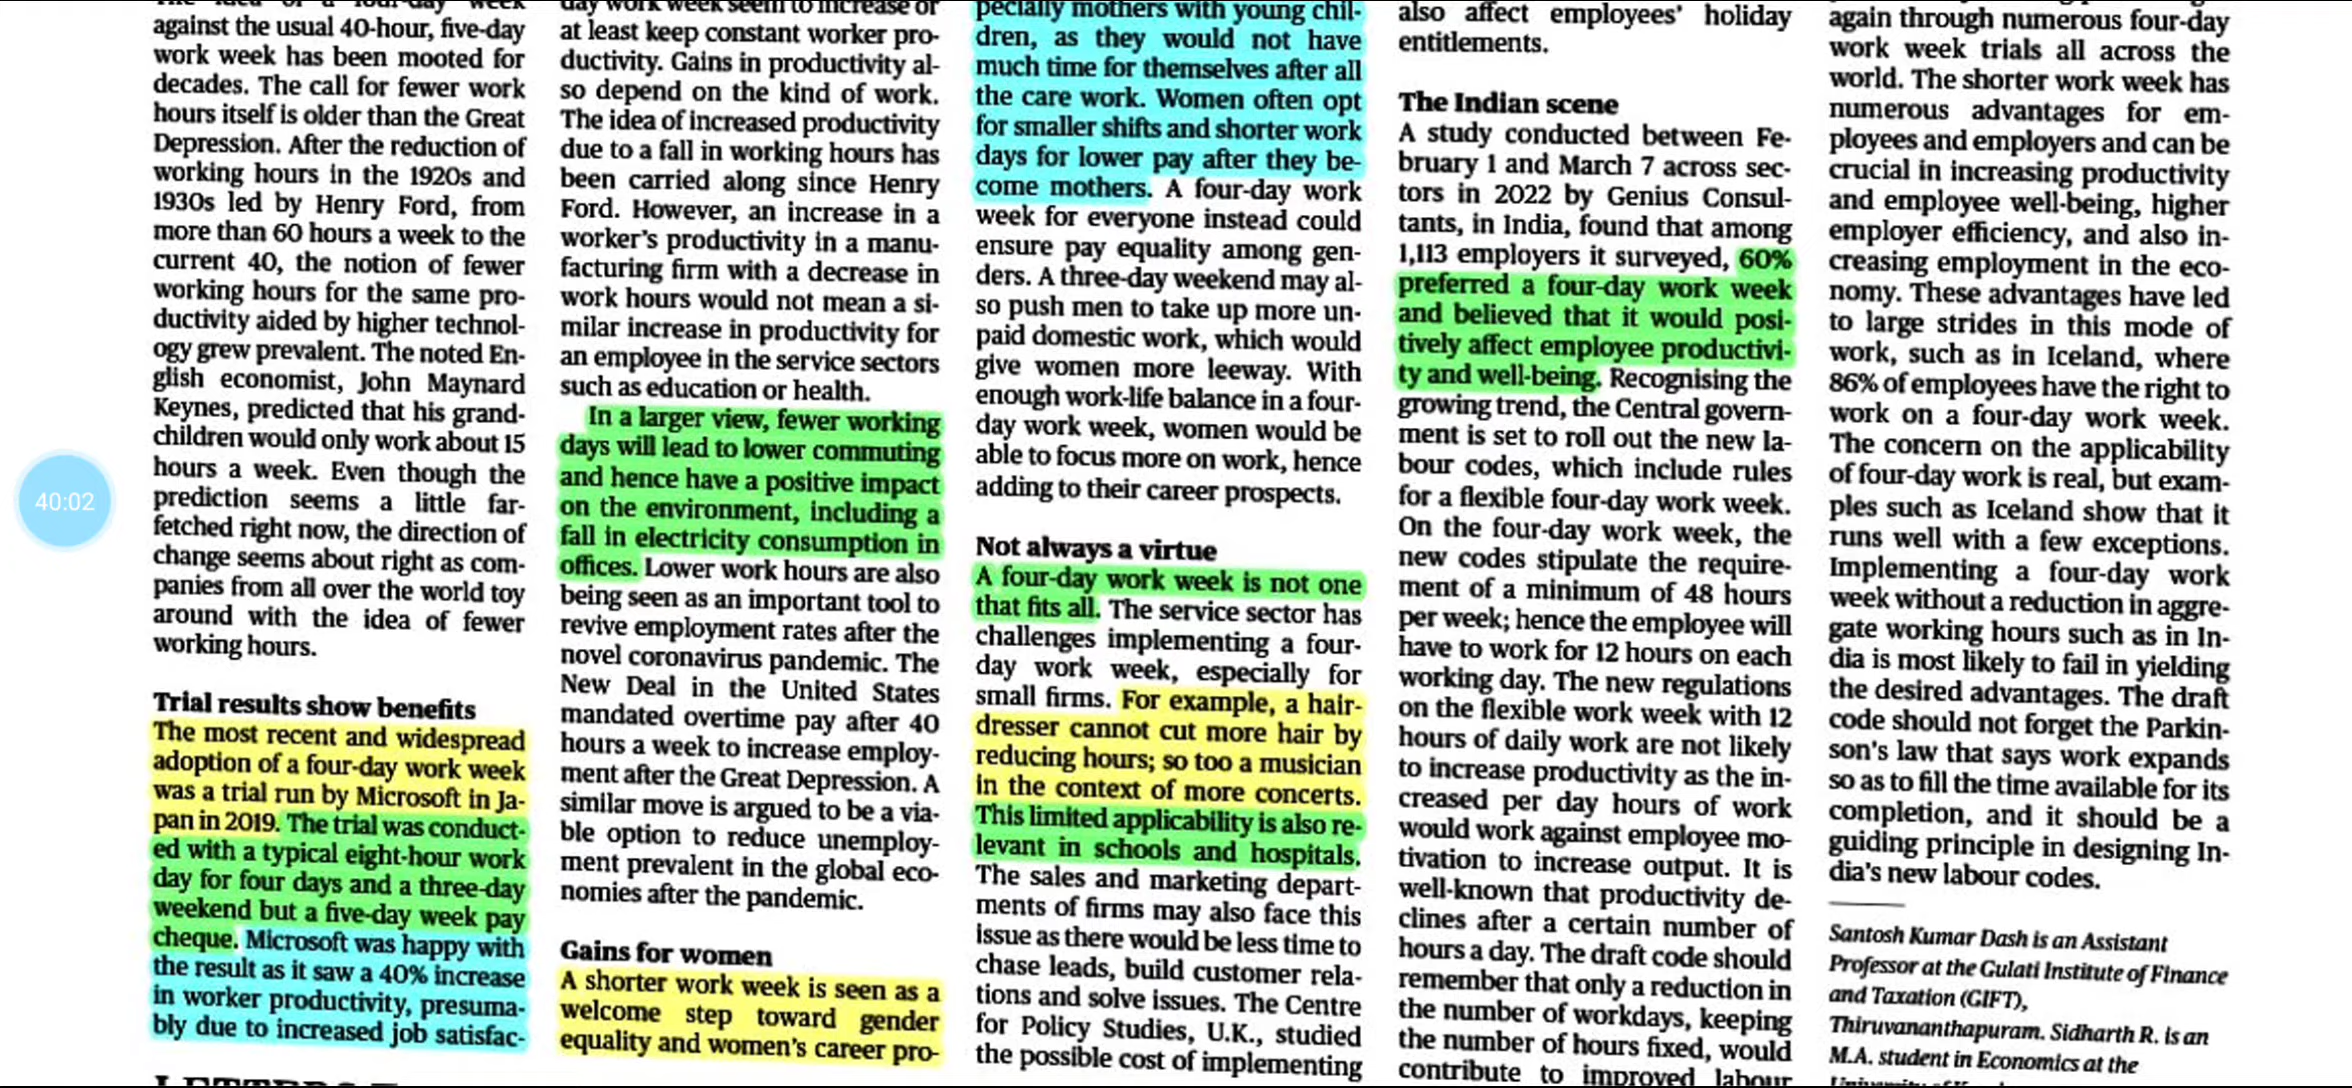 The idea of a four-day week
against the usual 40-hour, five-day
work week has been mooted for
decades. The call for fewer work
hours itself is older than the Great
Depression. After the reduction of
working hours in the 1920s and
1930s led by Henry Ford, from
more than 60 hours a week to the
current 40, the notion of fewer
working hours for the same pro-
ductivity aided by higher technol-
ogy grew prevalent. The noted En-
glish economist, John Maynard
Keynes, predicted that his grand-
children would only work about 15
hours a week. Even though the
prediction seems a little far-
fetched right now, the direction of
change seems about right as com-
panies from all over the world toy
around with the idea of fewer
working hours.
Trial results show benefits
The most recent and widespread
adoption of a four-day work week
was a trial run by Microsoft in Ja-
pan in 2019. The trial was conduct-
ed with a typical eight-hour work
day for four days and a three-day
weekend but a five-day week pay
cheque. Microsoft was happy with
the result as it saw a 40% increase
in worker productivity, presuma-
bly due to increased job satisfac-
day work week seem to increase or
at least keep constant worker pro-
ductivity. Gains in productivity al-
so depend on the kind of work.
The idea of increased productivity
due to a fall in working hours has
been carried along since Henry
Ford. However, an increase in a
worker's productivity in a manu-
facturing firm with a decrease in
work hours would not mean a si-
milar increase in productivity for
an employee in the service sectors
such as education or health.
In a larger view, fewer working
days will lead to lower commuting
and hence have a positive impact
on the environment, including a
fall in electricity consumption in
offices. Lower work hours are also
being seen as an important tool to
revive employment rates after the
novel coronavirus pandemic. The
New Deal in the United States
mandated overtime pay after 40
hours a week to increase employ-
ment after the Great Depression. A
similar move is argued to be a via-
ble option to reduce unemploy-
ment prevalent in the global eco-
nomies after the pandemic.
Gains for women
A shorter work week is seen as a
welcome step toward gender
equality and women's career pro-
pecially mothers with young chil-
dren, as they would not have
much time for themselves after all
the care work. Women often opt
for smaller shifts and shorter work
days for lower pay after they be-
come mothers. A four-day work
week for everyone instead could
ensure pay equality among gen-
ders. A three-day weekend may al-
so push men to take up more un-
paid domestic work, which would
give women more leeway. With
enough work-life balance in a four-
day work week, women would be
able to focus more on work, hence
adding to their career prospects.
Not always a virtue
A four-day work week is not one
that fits all. The service sector has
challenges implementing a four-
day work week, especially for
small firms. For example, a hair-
dresser cannot cut more hair by
reducing hours; so too a musician
in the context of more concerts.
This limited applicability is also re-
levant in schools and hospitals.
The sales and marketing depart-
ments of firms may also face this
issue as there would be less time to
chase leads, build customer rela-
tions and solve issues. The Centre
for Policy Studies, U.K., studied
the possible cost of implementing
also affect employees' holiday
entitlements.
The Indian scene
A study conducted between Fe-
bruary 1 and March 7 across sec-
tors in 2022 by Genius Consul-
tants, in India, found that among
1,113 employers it surveyed, 60%
preferred a four-day work week
and believed that it would posi-
tively affect employee productivi-
ty and well-being. Recognising the
growing trend, the Central govern-
ment is set to roll out the new la-
bour codes, which include rules
for a flexible four-day work week.
On the four-day work week, the
new codes stipulate the require-
ment of a minimum of 48 hours
per week; hence the employee will
have to work for 12 hours on each
working day. The new regulations
on the flexible work week with 12
hours of daily work are not likely
to increase productivity as the in-
creased per day hours of work
would work against employee mo-
tivation to increase output. It is
well-known that productivity de-
clines after a certain number of
hours a day. The draft code should
remember that only a reduction in
the number of workdays, keeping
the number of hours fixed, would
contribute to improved labour
again through numerous four-day
work week trials all across the
world. The shorter work week has
numerous advantages for em-
ployees and employers and can be
crucial in increasing productivity
and employee well-being, higher
employer efficiency, and also in-
creasing employment in the eco-
nomy. These advantages have led
to large strides in this mode of
work, such as in Iceland, where
86% of employees have the right to
work on a four-day work week.
The concern on the applicability
of four-day work is real, but exam-
ples such as Iceland show that it
runs well with a few exceptions.
Implementing a four-day work
week without a reduction in aggre-
gate working hours such as in In-
dia is most likely to fail in yielding
the desired advantages. The draft
code should not forget the Parkin-
son's law that says work expands
so as to fill the time available for its
completion, and it should be a
guiding principle in designing In-
dia's new labour codes.
Santosh Kumar Dash is an Assistant
Professor at the Gulati Institute of Finance
and Taxation (GIFT),
Thiruvananthapuram. Sidharth R. is an
M.A. student in Economics at the
40:02